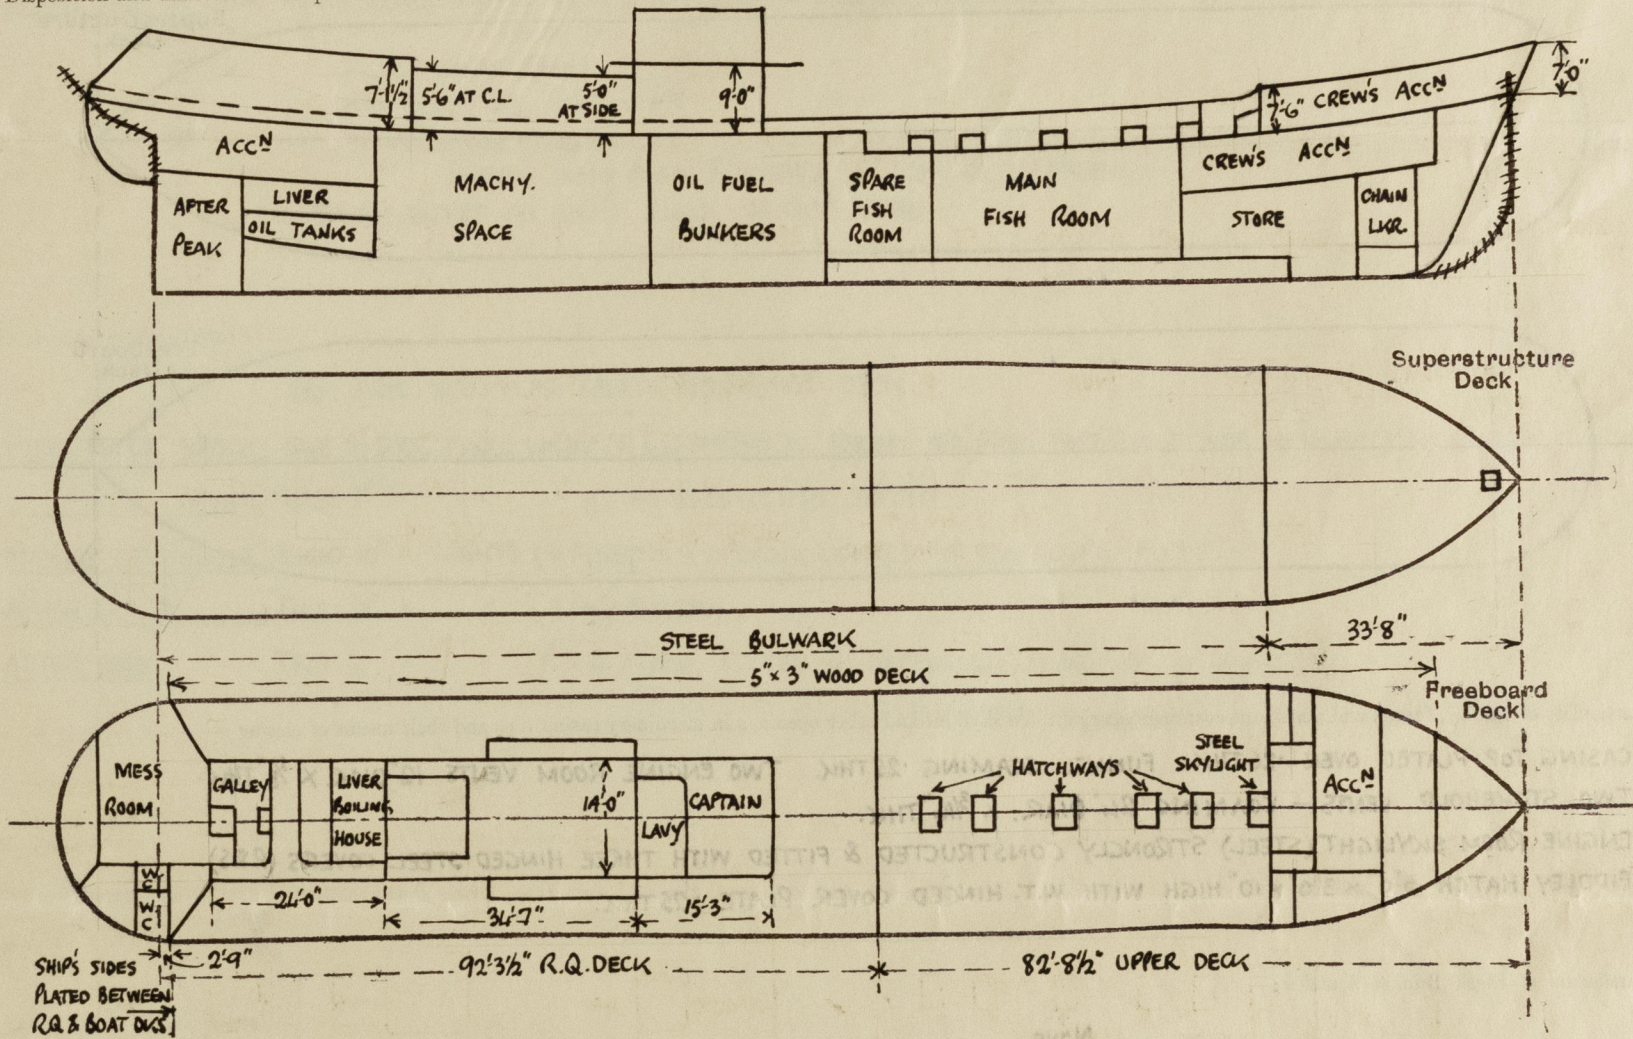 7'-1½"
5'-6" AT C.L.
5'-0"
AT SIDE
9'-0"
7'-6"
CREW'S ACCN
7'-0"
ACCN
CREW'S ACCN
AFTER
PEAK
LIVER
OIL TANKS
MACHY.
SPACE
OIL FUEL
BUNKERS
SPARE
FISH
ROOM
MAIN
FISH ROOM
STORE
CHAIN
LKR.
Superstructure
Deck
STEEL BULWARK
33'-8"
5" x 3" WOOD DECK
Freeboard
Deck
MESS
ROOM
GALLEY
LIVER
BOILING
HOUSE
14'-0"
LAVY
CAPTAIN
HATCHWAYS
STEEL
SKYLIGHT
ACCN
W
C
W
C
24'-0"
34'-7"
15'-3"
2'-9"
92'-3½" R.Q. DECK
82'-8½" UPPER DECK
SHIP'S SIDES
PLATED BETWEEN
R.Q & BOAT DKS